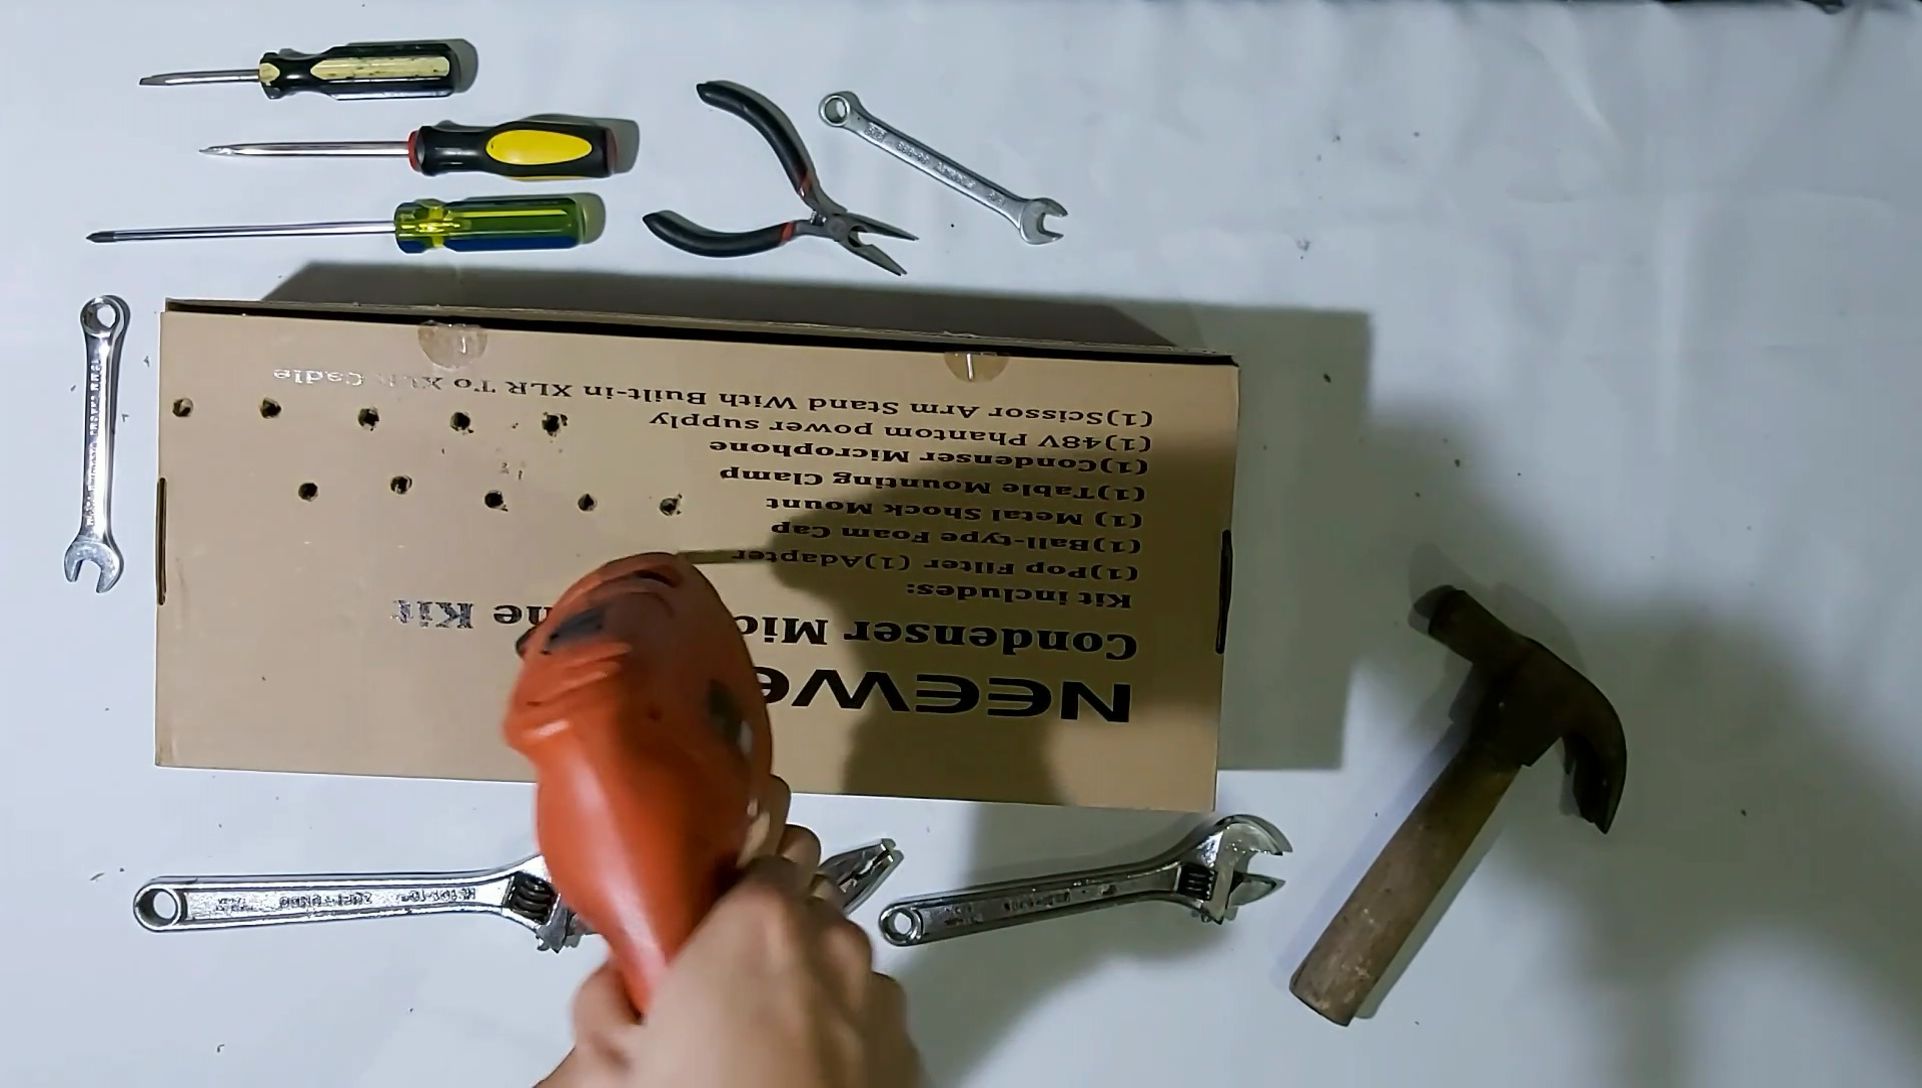 NEEWe
Condenser Mic ne Kit
Kit includes:
(1)Pop Filter (1)Adapter
(1)Ball-type Foam Cap
(1) Metal Shock Mount
(1)Table Mounting Clamp
(1)Condenser Microphone
(1)48V Phantom power supply
(1)Scissor Arm Stand With Built-in XLR To XLR Cable